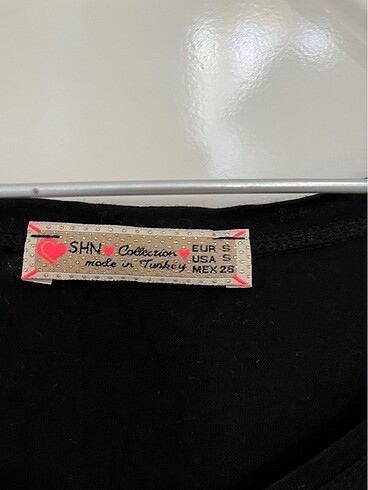 SHN Collection
made in Turkey
EUR S
USA S
MEX 26